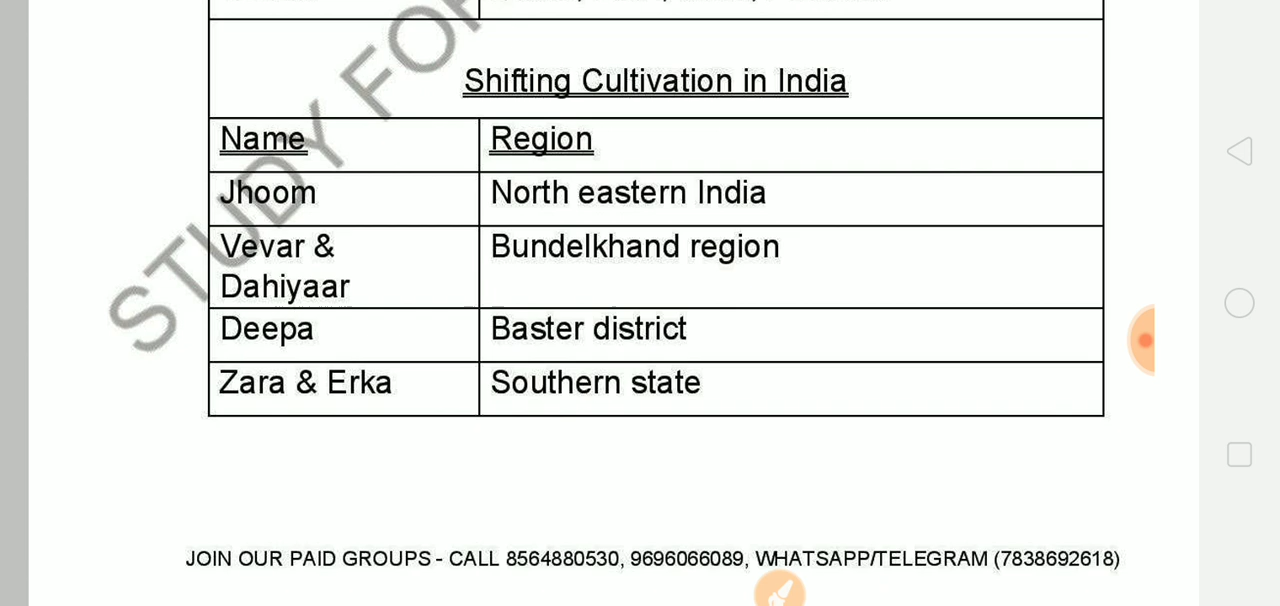 Shifting Cultivation in India
Name Region
Jhoom North eastern India
Vevar & Bundelkhand region
Dahiyaar
Deepa Baster district
Zara & Erka Southern state
STUDY FOR
JOIN OUR PAID GROUPS - CALL 8564880530, 9696066089, WHATSAPP/TELEGRAM (7838692618)